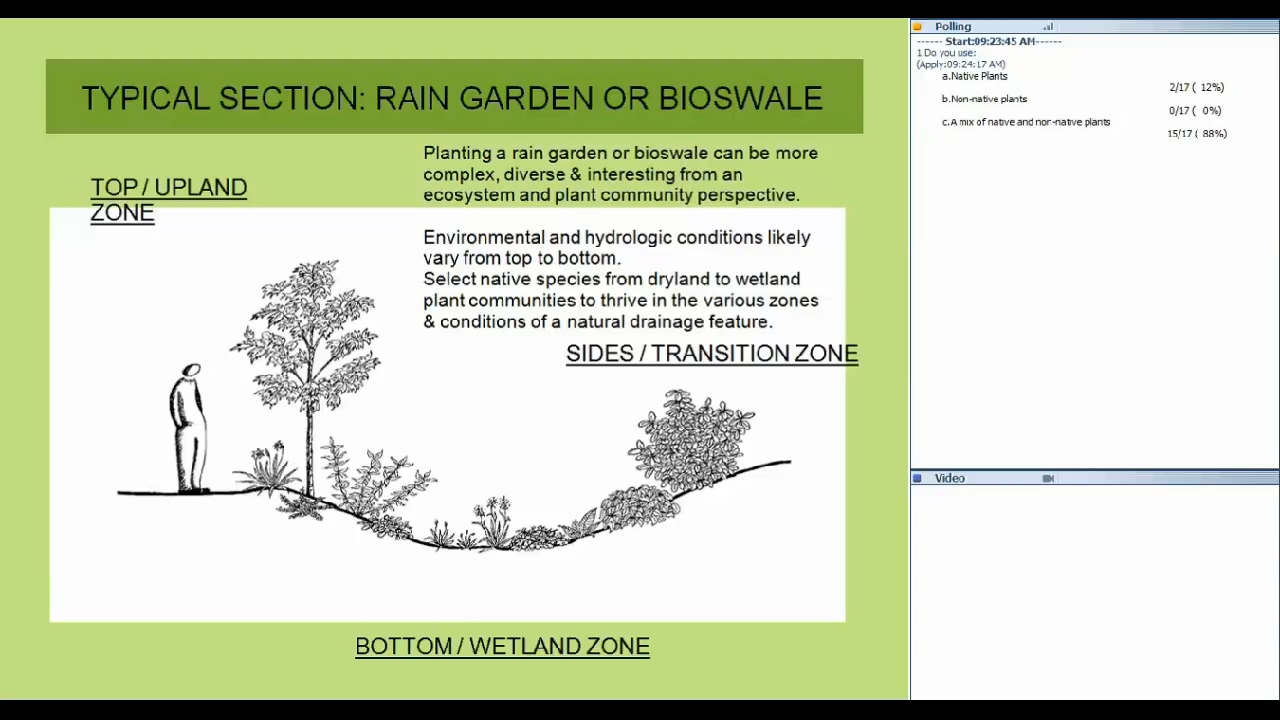 TYPICAL SECTION: RAIN GARDEN OR BIOSWALE
Planting a rain garden or bioswale can be more
complex, diverse & interesting from an
ecosystem and plant community perspective.
TOP / UPLAND
ZONE
Environmental and hydrologic conditions likely
vary from top to bottom.
Select native species from dryland to wetland
plant communities to thrive in the various zones
& conditions of a natural drainage feature.
SIDES / TRANSITION ZONE
BOTTOM / WETLAND ZONE
Polling
------ Start:09:23:45 AM------
1.Do you use:
(Apply:09:24:17 AM)
a.Native Plants
2/17 ( 12%)
b.Non-native plants
0/17 ( 0%)
c.A mix of native and non-native plants
15/17 ( 88%)
Video